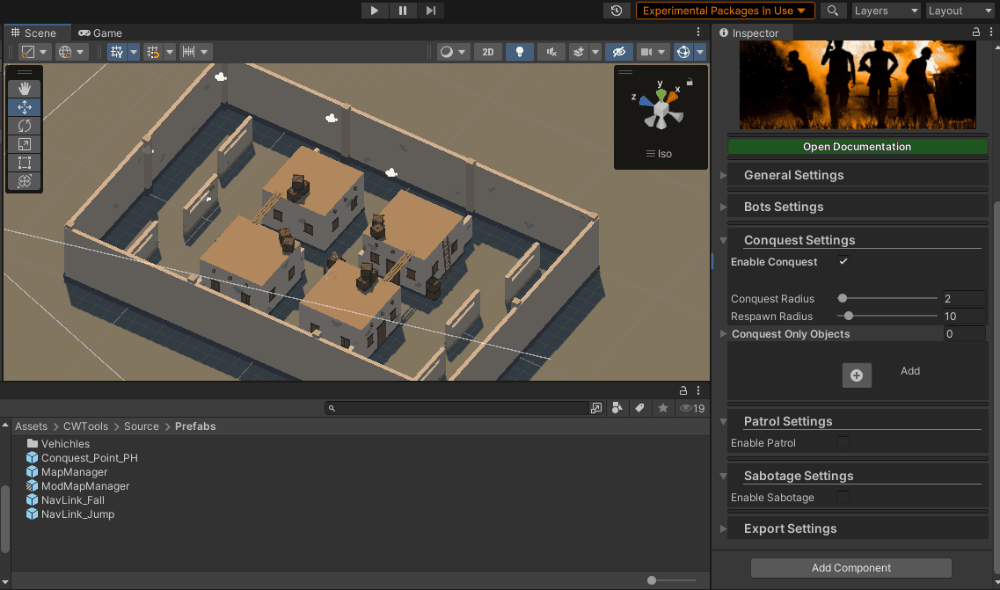 Experimental Packages In Use
Layers
Layout
Scene
Game
Inspector
2D
y
x
z
Iso
Open Documentation
General Settings
Bots Settings
Conquest Settings
Enable Conquest
Conquest Radius
2
Respawn Radius
10
Conquest Only Objects
0
Add
Patrol Settings
Enable Patrol
Sabotage Settings
Enable Sabotage
Export Settings
Add Component
19
Assets
CWTools
Source
Prefabs
Vehichles
Conquest_Point_PH
MapManager
ModMapManager
NavLink_Fall
NavLink_Jump